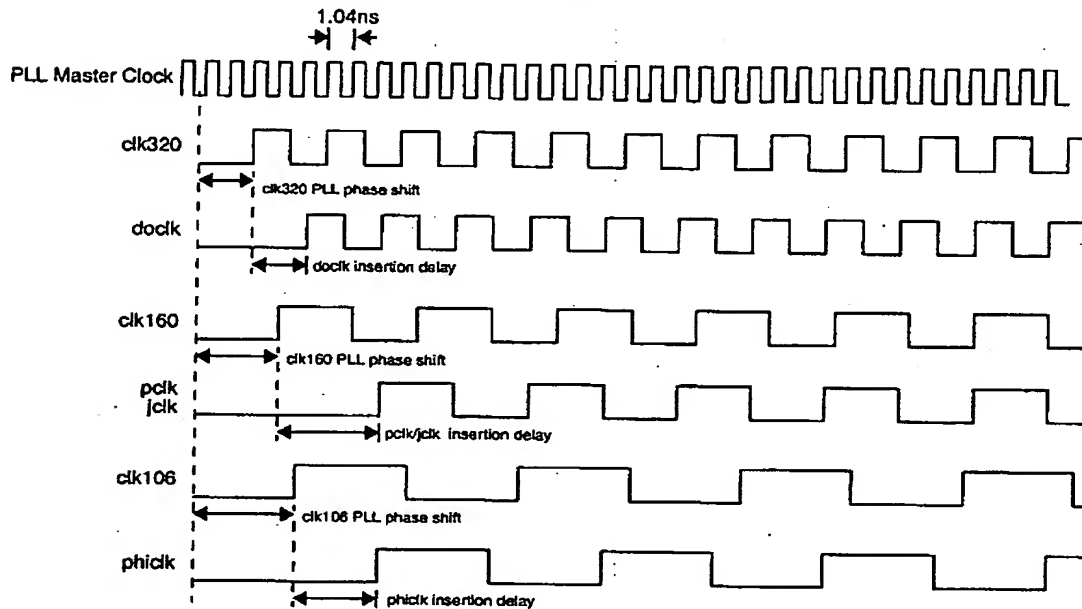 1.04ns
PLL Master Clock
clk320
clk320 PLL phase shift
doclk
doclk insertion delay
clk160
clk160 PLL phase shift
pclk
jclk
pclk/jclk insertion delay
clk106
clk106 PLL phase shift
phiclk
phiclk insertion delay